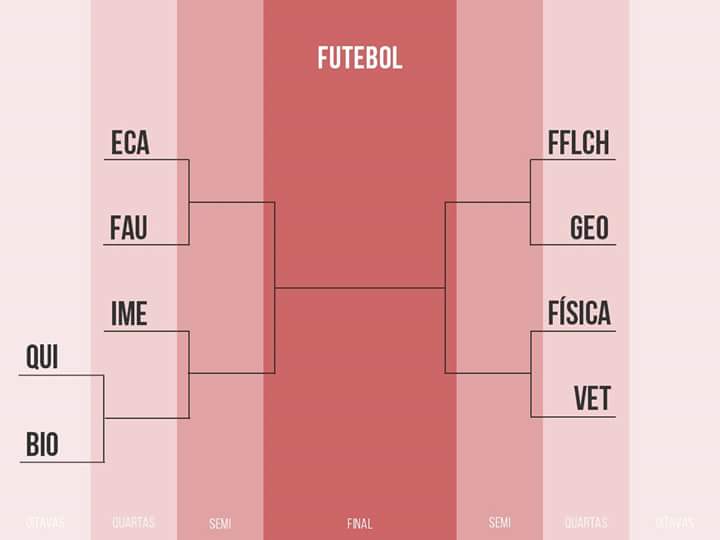 FUTEBOL
ECA
FAU
IME
QUI
BIO
FFLCH
GEO
FÍSICA
VET
OITAVAS
QUARTAS
SEMI
FINAL
SEMI
QUARTAS
OITAVAS